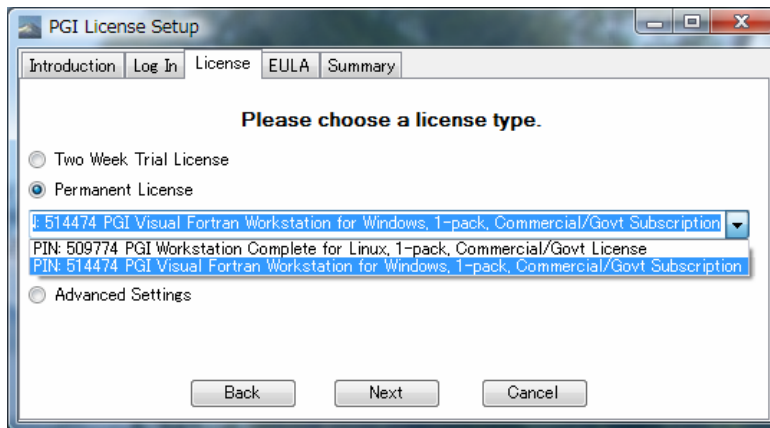 PGI License Setup
Introduction Log In License EULA Summary
Please choose a license type.
Two Week Trial License
Permanent License
: 514474 PGI Visual Fortran Workstation for Windows, 1-pack, Commercial/Govt Subscription
PIN: 509774 PGI Workstation Complete for Linux, 1-pack, Commercial/Govt License
PIN: 514474 PGI Visual Fortran Workstation for Windows, 1-pack, Commercial/Govt Subscription
Advanced Settings
Back Next Cancel